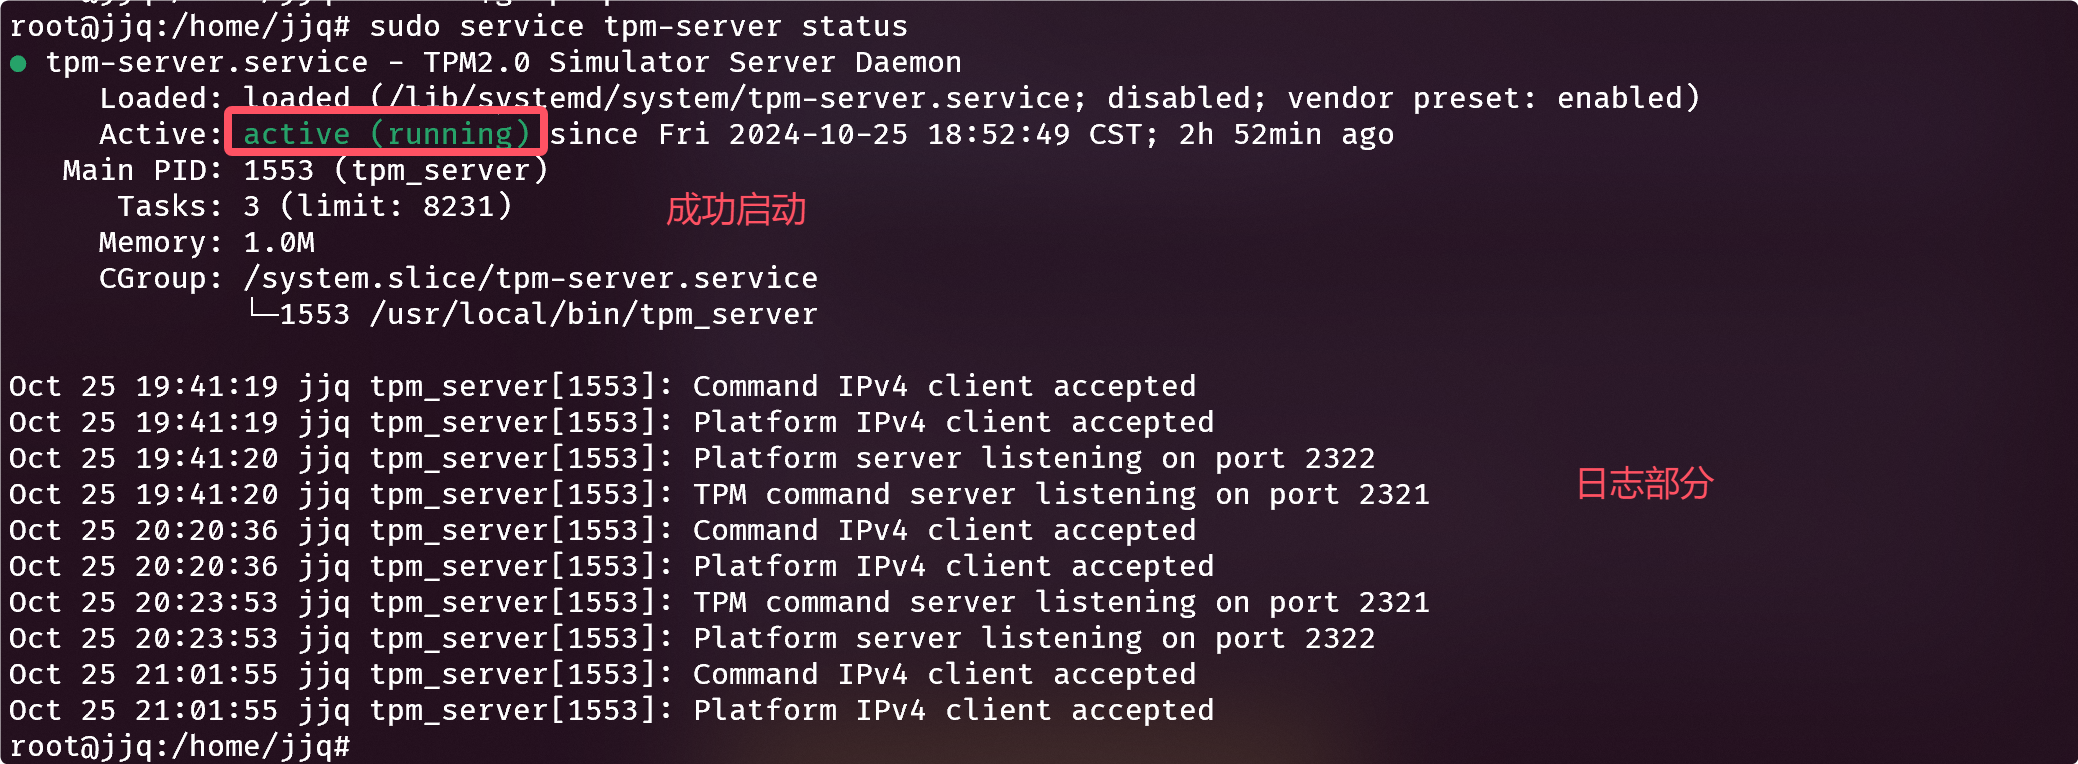 root@jjq:/home/jjq# sudo service tpm-server status
● tpm-server.service - TPM2.0 Simulator Server Daemon
Loaded: loaded (/lib/systemd/system/tpm-server.service; disabled; vendor preset: enabled)
Active: active (running) since Fri 2024-10-25 18:52:49 CST; 2h 52min ago
Main PID: 1553 (tpm_server)
Tasks: 3 (limit: 8231)
成功启动
Memory: 1.0M
CGroup: /system.slice/tpm-server.service
└─1553 /usr/local/bin/tpm_server
Oct 25 19:41:19 jjq tpm_server[1553]: Command IPv4 client accepted
Oct 25 19:41:19 jjq tpm_server[1553]: Platform IPv4 client accepted
Oct 25 19:41:20 jjq tpm_server[1553]: Platform server listening on port 2322
Oct 25 19:41:20 jjq tpm_server[1553]: TPM command server listening on port 2321
日志部分
Oct 25 20:20:36 jjq tpm_server[1553]: Command IPv4 client accepted
Oct 25 20:20:36 jjq tpm_server[1553]: Platform IPv4 client accepted
Oct 25 20:23:53 jjq tpm_server[1553]: TPM command server listening on port 2321
Oct 25 20:23:53 jjq tpm_server[1553]: Platform server listening on port 2322
Oct 25 21:01:55 jjq tpm_server[1553]: Command IPv4 client accepted
Oct 25 21:01:55 jjq tpm_server[1553]: Platform IPv4 client accepted
root@jjq:/home/jjq#